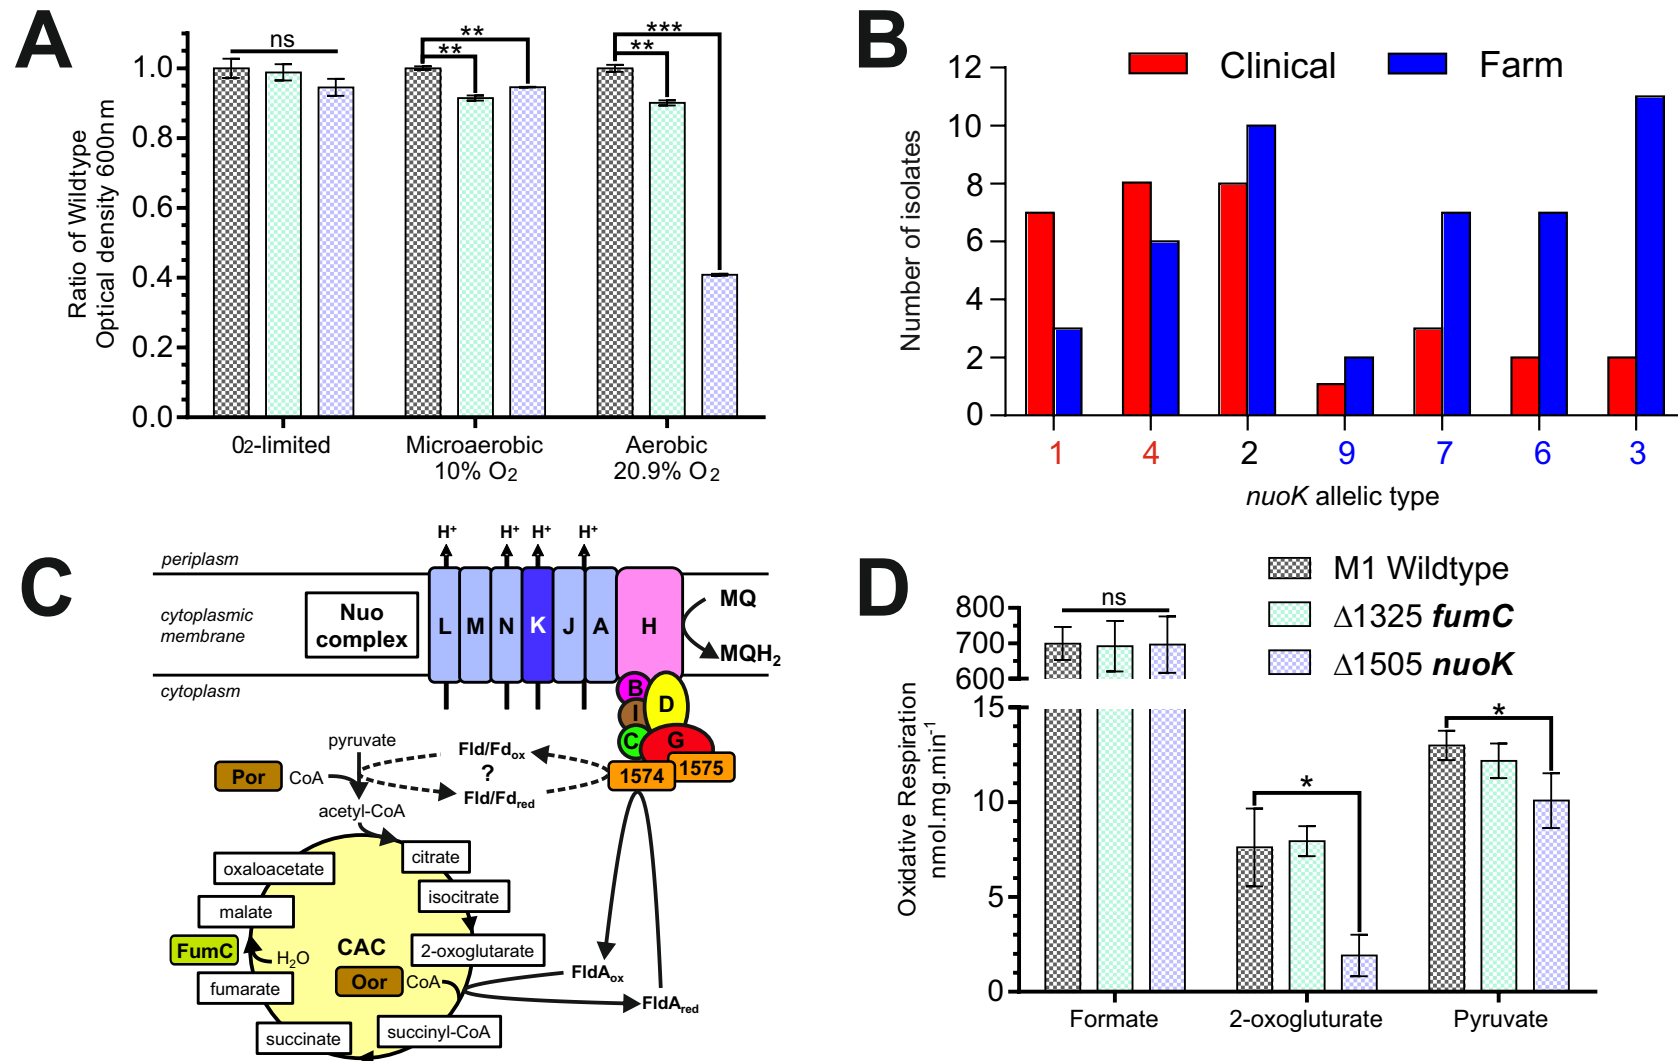 A
ns
**
**
**
***
1.0
0.8
0.6
0.4
0.2
0.0
Ratio of Wildtype
Optical density 600nm
02-limited
Microaerobic
10% O2
Aerobic
20.9% O2
B
Clinical
Farm
12
10
8
6
4
2
0
Number of isolates
1 4 2 9 7 6 3
nuoK allelic type
C
H+ H+ H+ H+
periplasm
cytoplasmic
membrane
cytoplasm
Nuo
complex
L M N K J A H
MQ
MQH2
B
I
C
D
G
1574
1575
pyruvate
Por
CoA
acetyl-CoA
Fld/Fdox
?
Fld/Fdred
citrate
oxaloacetate
isocitrate
malate
FumC
H2O
CAC
2-oxoglutarate
Oor
CoA
fumarate
succinate
succinyl-CoA
FldAox
FldAred
D
M1 Wildtype
Δ1325 fumC
Δ1505 nuoK
800
700
600
15
10
5
0
ns
*
*
Oxidative Respiration
nmol.mg.min-1
Formate
2-oxogluturate
Pyruvate